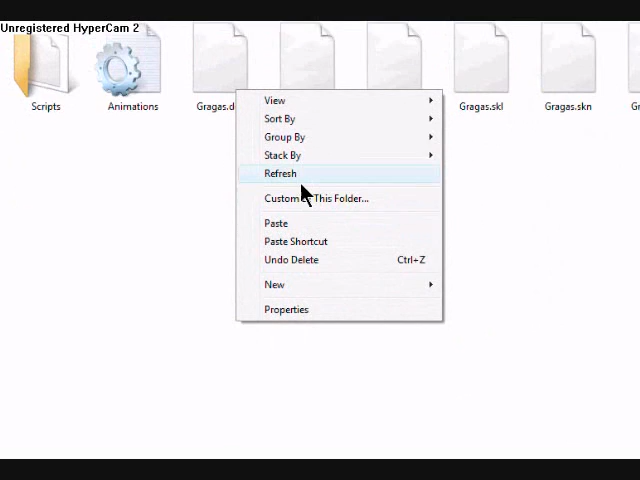 Unregistered HyperCam 2
Scripts
Animations
Gragas.d
Gragas.skl
Gragas.skn
Gr
View
Sort By
Group By
Stack By
Refresh
This Folder...
Paste
Paste Shortcut
Undo Delete Ctrl+Z
New
Properties